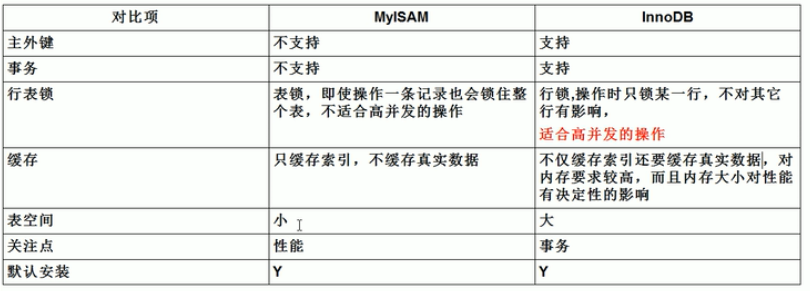 对比项 MyISAM InnoDB
主外键 不支持 支持
事务 不支持 支持
行表锁 表锁，即使操作一条记录也会锁住整 行锁,操作时只锁某一行，不对其它
个表，不适合高并发的操作 行有影响，
适合高并发的操作
缓存 只缓存索引，不缓存真实数据 不仅缓存索引还要缓存真实数据，对
内存要求较高，而且内存大小对性能
有决定性的影响
表空间 小 大
关注点 性能 事务
默认安装 Y Y